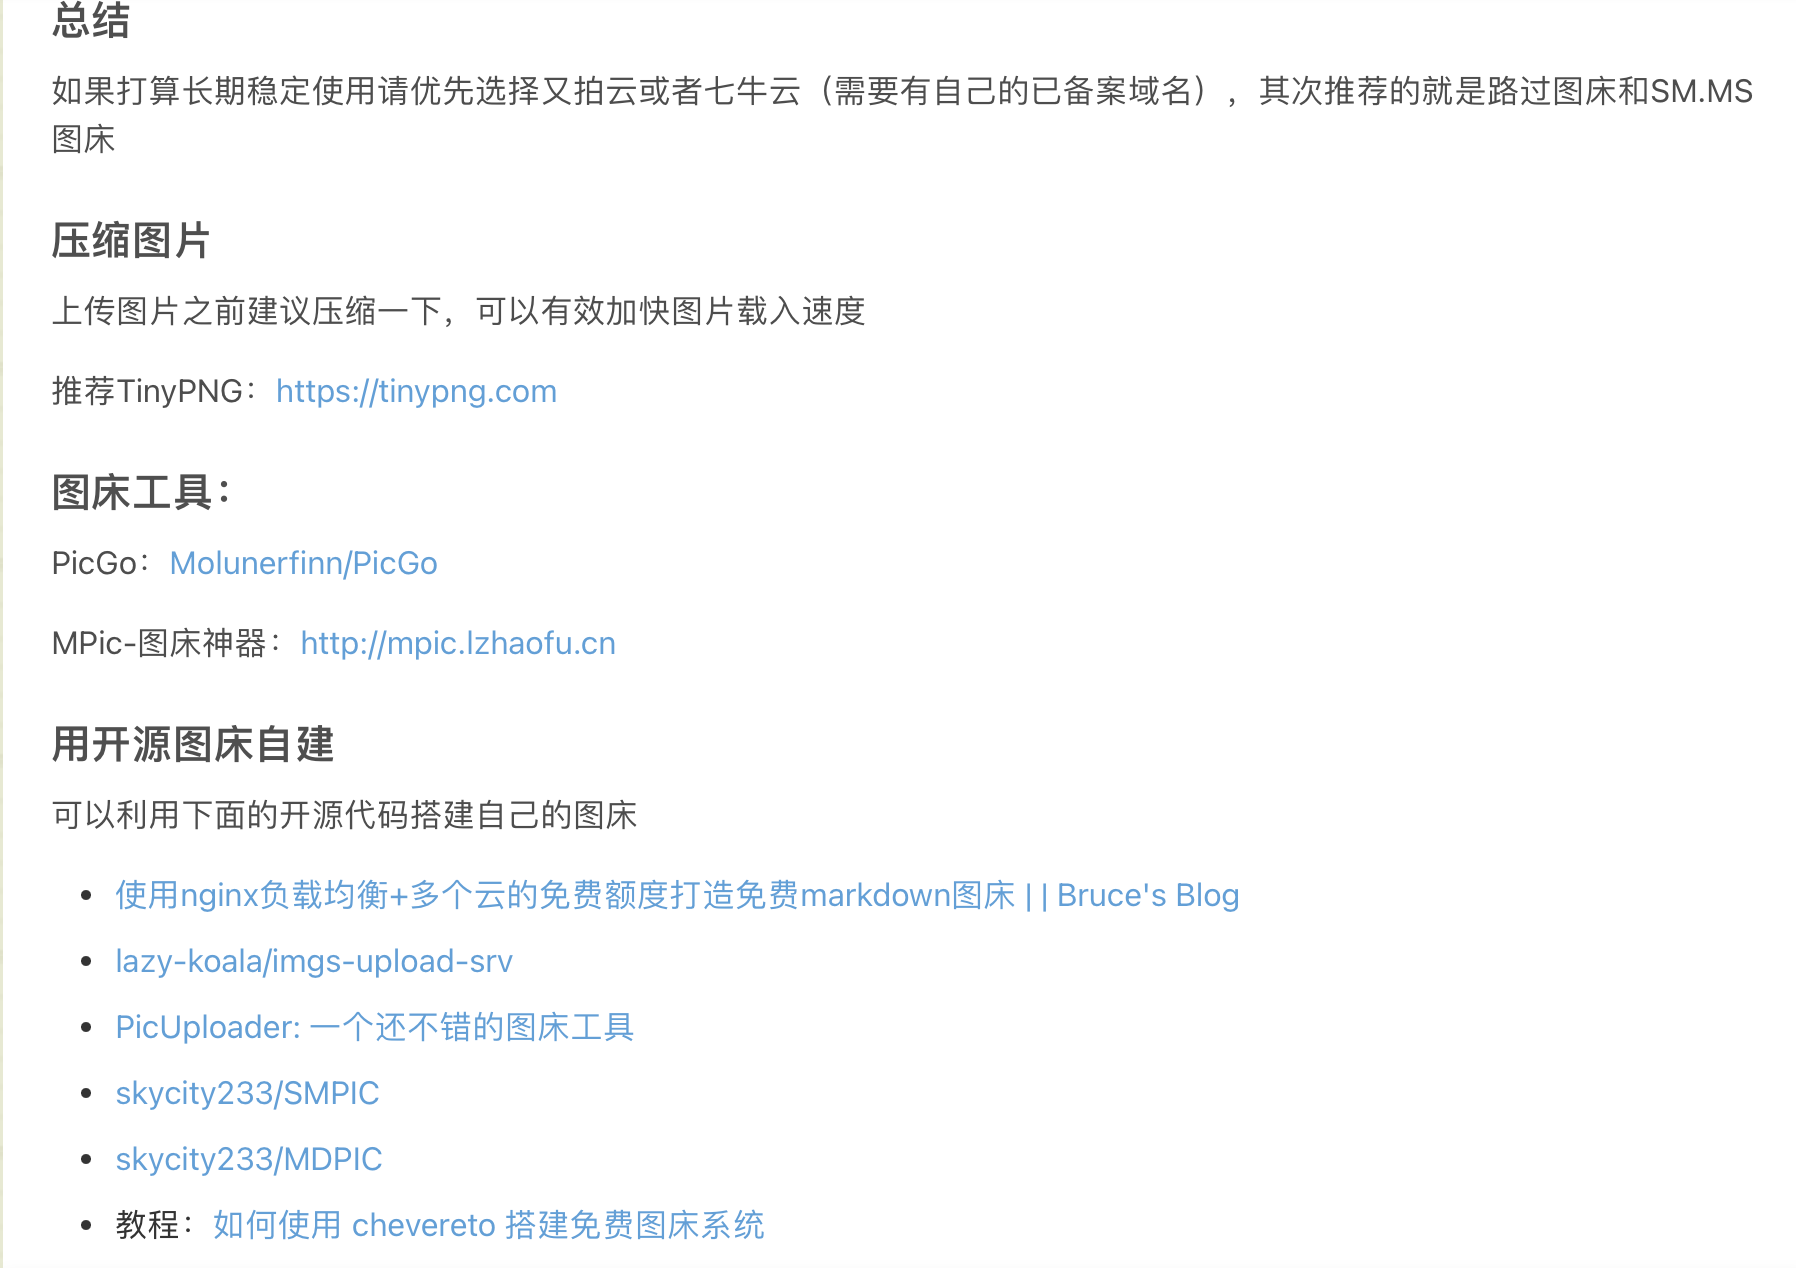 总结
如果打算长期稳定使用请优先选择又拍云或者七牛云（需要有自己的已备案域名），其次推荐的就是路过图床和SM.MS
图床
压缩图片
上传图片之前建议压缩一下，可以有效加快图片载入速度
推荐TinyPNG：https://tinypng.com
图床工具：
PicGo：Molunerfinn/PicGo
MPic-图床神器：http://mpic.lzhaofu.cn
用开源图床自建
可以利用下面的开源代码搭建自己的图床
• 使用nginx负载均衡+多个云的免费额度打造免费markdown图床 | | Bruce's Blog
• lazy-koala/imgs-upload-srv
• PicUploader: 一个还不错的图床工具
• skycity233/SMPIC
• skycity233/MDPIC
• 教程：如何使用 chevereto 搭建免费图床系统